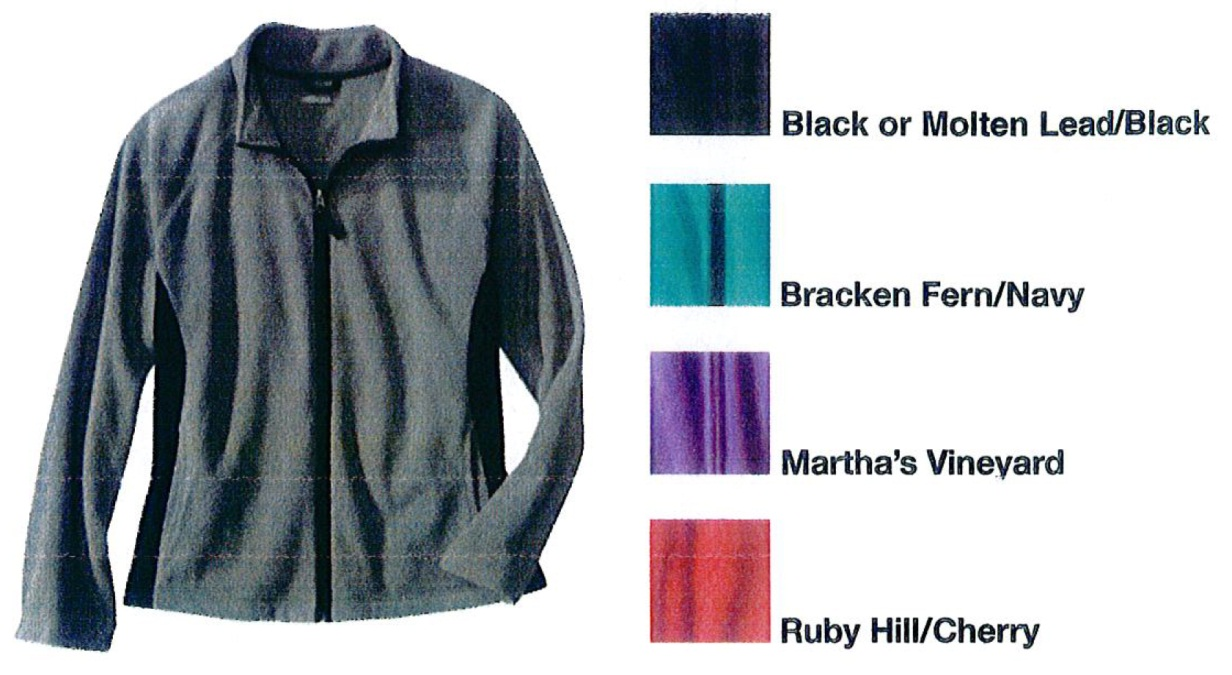 Black or Molten Lead/Black
Bracken Fern/Navy
Martha's Vineyard
Ruby Hill/Cherry